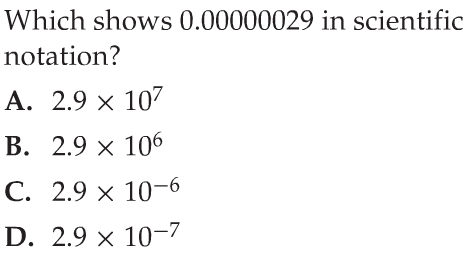 Which shows 0.00000029 in scientific
notation?
A. 2.9 × 10⁷
B. 2.9 × 10⁶
C. 2.9 × 10⁻⁶
D. 2.9 × 10⁻⁷